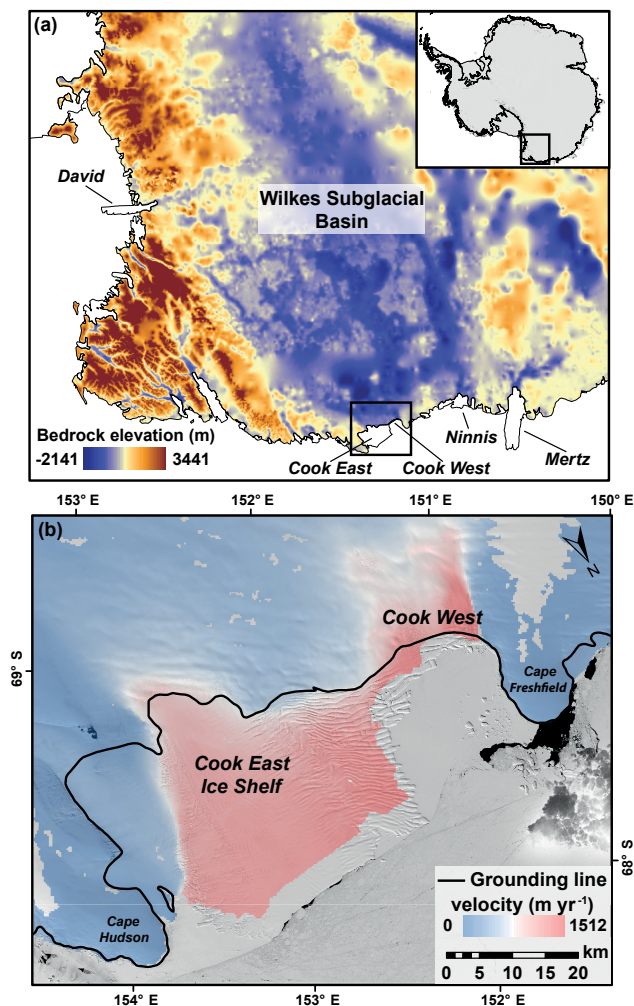 (a)
David
Wilkes Subglacial
Basin
Bedrock elevation (m)
-2141
3441
Ninnis
Cook East
Cook West
Mertz
153° E
152° E
151° E
150° E
(b)
N
Cook West
69° S
Cape
Freshfield
Cook East
Ice Shelf
68° S
Grounding line
velocity (m yr⁻¹)
0
1512
km
0 2 5 10 15 20
Cape
Hudson
154° E
153° E
152° E